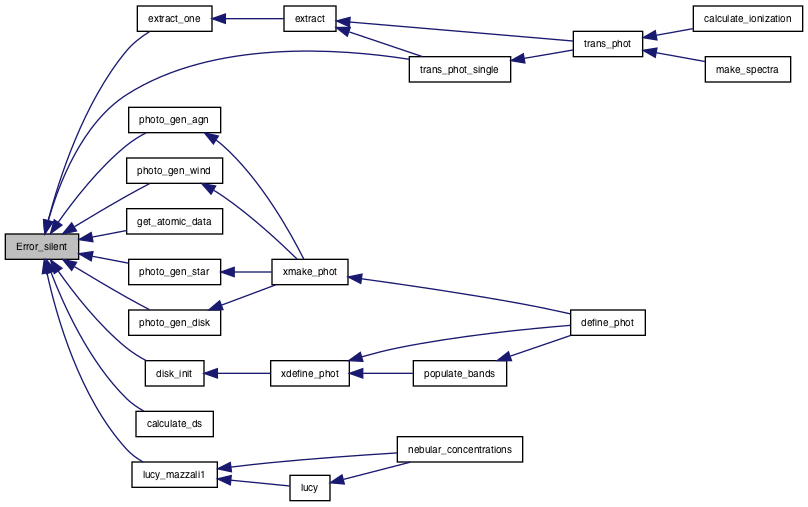 extract_one
extract
calculate_ionization
trans_phot
trans_phot_single
make_spectra
photo_gen_agn
photo_gen_wind
get_atomic_data
Error_silent
photo_gen_star
xmake_phot
photo_gen_disk
define_phot
disk_init
xdefine_phot
populate_bands
calculate_ds
nebular_concentrations
lucy_mazzali1
lucy